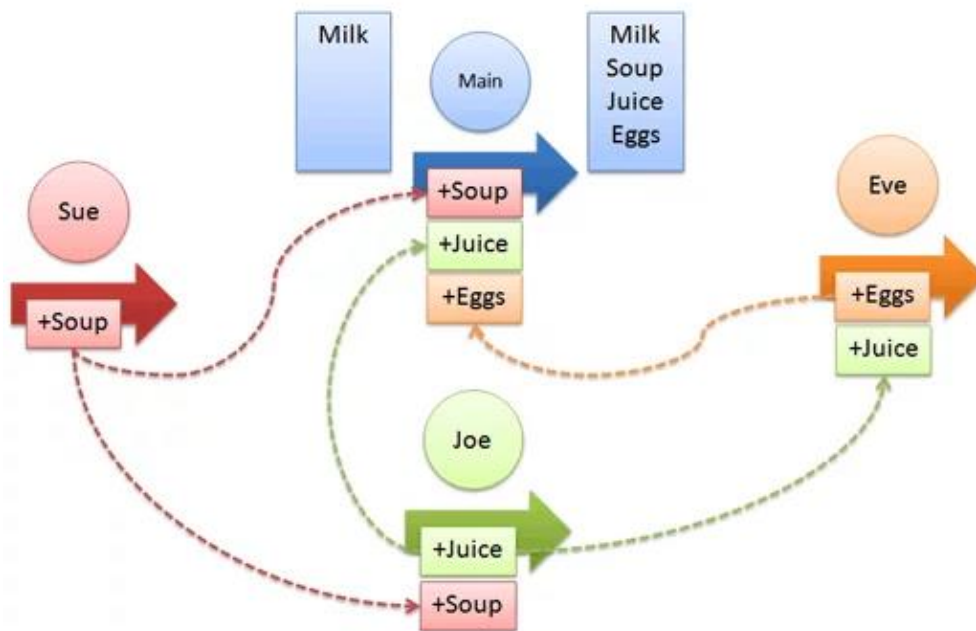 Milk
Main
Milk
Soup
Juice
Eggs
Sue
+Soup
+Soup
+Juice
+Eggs
Eve
+Eggs
+Juice
Joe
+Juice
+Soup